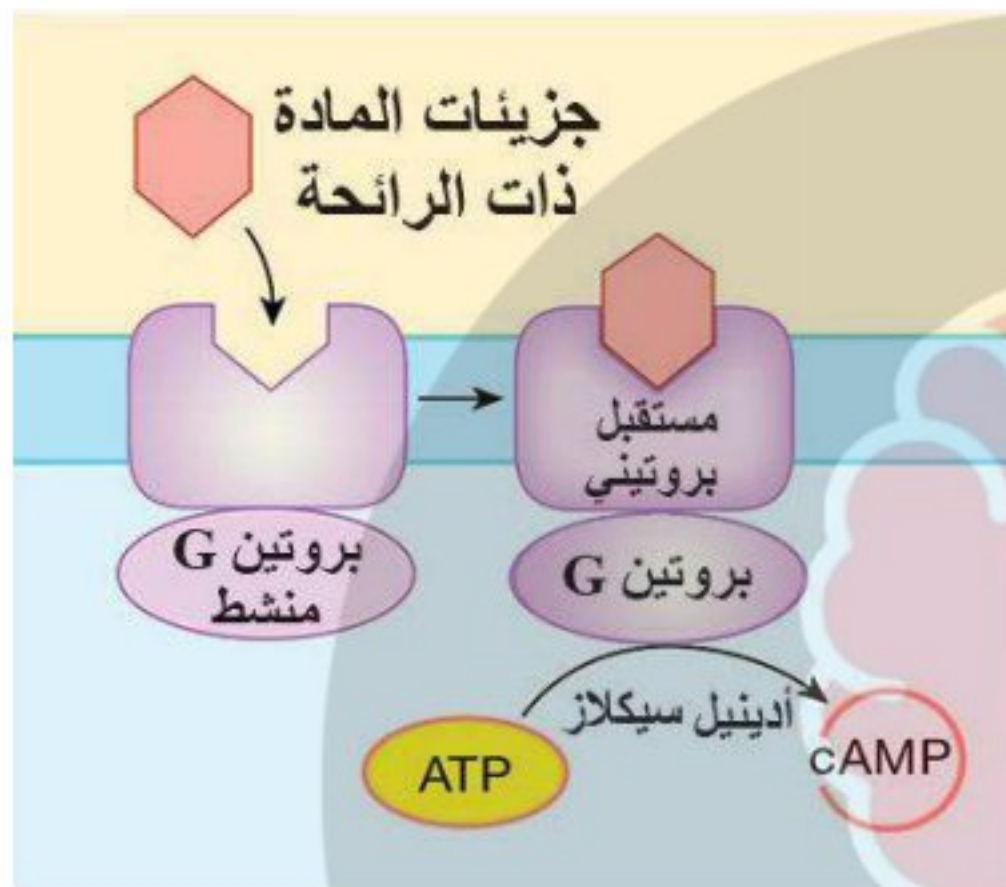 جزيئات المادة
ذات الرائحة
مستقبل
بروتيني
بروتين G
منشط
بروتين G
أدينيل سيكلاز
ATP
cAMP